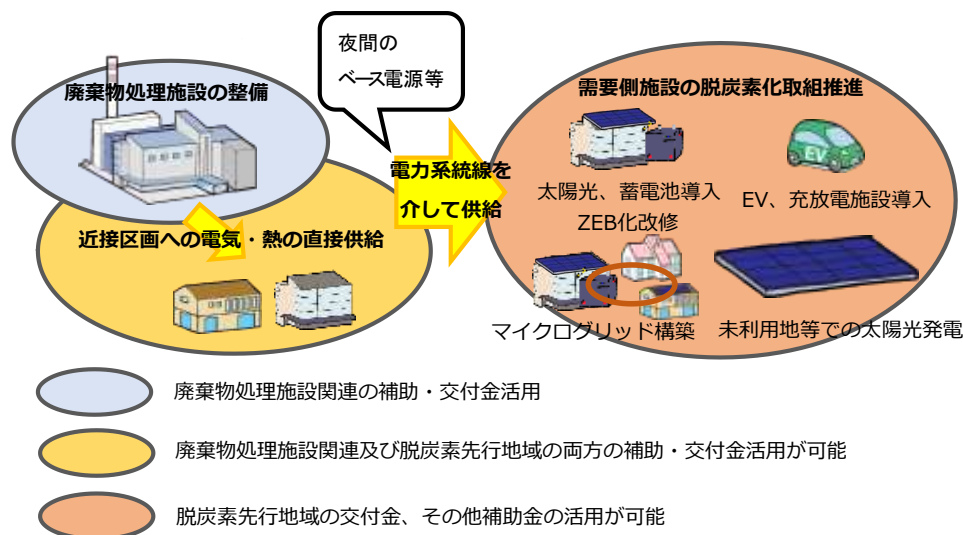 夜間の
ベース電源等
廃棄物処理施設の整備
近接区画への電気・熱の直接供給
電力系統線を
介して供給
需要側施設の脱炭素化取組推進
太陽光、蓄電池導入
ZEB化改修
EV
EV、充放電施設導入
マイクログリッド構築
未利用地等での太陽光発電
廃棄物処理施設関連の補助・交付金活用
廃棄物処理施設関連及び脱炭素先行地域の両方の補助・交付金活用が可能
脱炭素先行地域の交付金、その他補助金の活用が可能